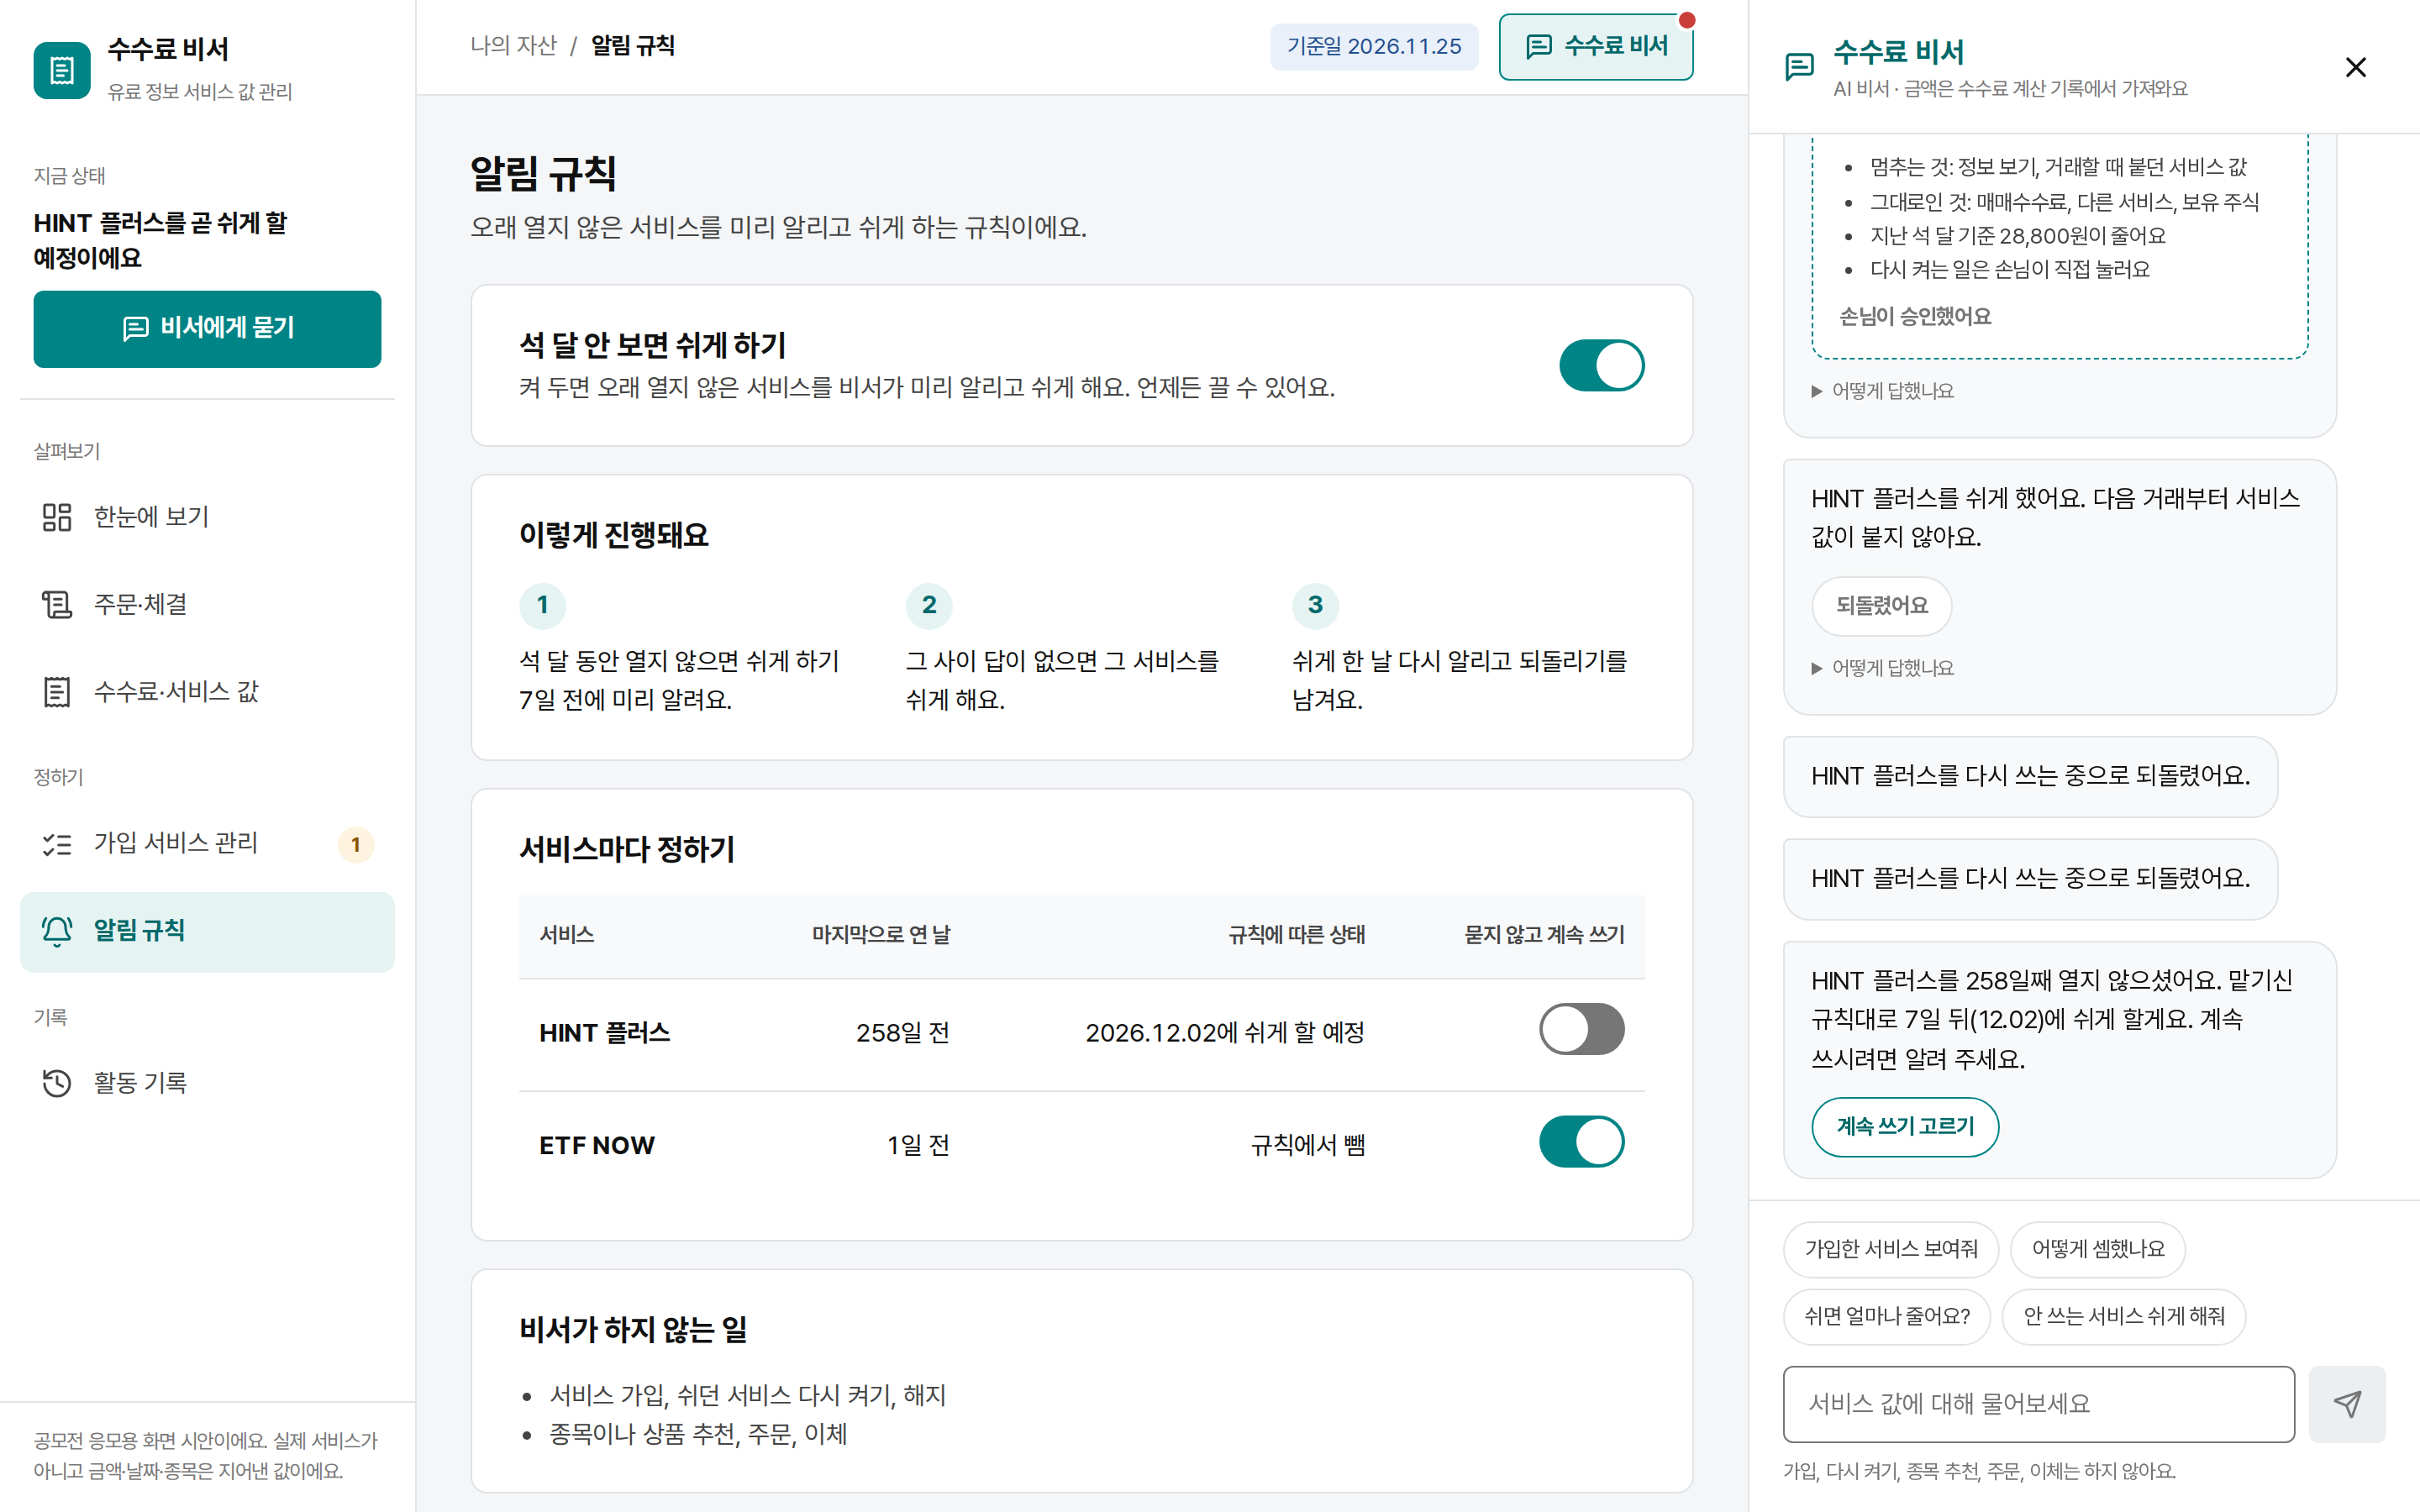 수수료 비서
유료 정보 서비스 값 관리
지금 상태
HINT 플러스를 곧 쉬게 할
예정이에요
비서에게 묻기
살펴보기
한눈에 보기
주문·체결
수수료·서비스 값
정하기
가입 서비스 관리 1
알림 규칙
기록
활동 기록
공모전 응모용 화면 시안이에요. 실제 서비스가
아니고 금액·날짜·종목은 지어낸 값이에요.
나의 자산 / 알림 규칙
기준일 2026.11.25
수수료 비서
알림 규칙
오래 열지 않은 서비스를 미리 알리고 쉬게 하는 규칙이에요.
석 달 안 보면 쉬게 하기
켜 두면 오래 열지 않은 서비스를 비서가 미리 알리고 쉬게 해요. 언제든 끌 수 있어요.
이렇게 진행돼요
1
석 달 동안 열지 않으면 쉬게 하기
7일 전에 미리 알려요.
2
그 사이 답이 없으면 그 서비스를
쉬게 해요.
3
쉬게 한 날 다시 알리고 되돌리기를
남겨요.
서비스마다 정하기
서비스 마지막으로 연 날 규칙에 따른 상태 묻지 않고 계속 쓰기
HINT 플러스 258일 전 2026.12.02에 쉬게 할 예정
ETF NOW 1일 전 규칙에서 뺌
비서가 하지 않는 일
• 서비스 가입, 쉬던 서비스 다시 켜기, 해지
• 종목이나 상품 추천, 주문, 이체
수수료 비서
AI 비서 · 금액은 수수료 계산 기록에서 가져와요
• 멈추는 것: 정보 보기, 거래할 때 붙던 서비스 값
• 그대로인 것: 매매수수료, 다른 서비스, 보유 주식
• 지난 석 달 기준 28,800원이 줄어요
• 다시 켜는 일은 손님이 직접 눌러요
손님이 승인했어요
▶ 어떻게 답했나요
HINT 플러스를 쉬게 했어요. 다음 거래부터 서비스
값이 붙지 않아요.
되돌렸어요
▶ 어떻게 답했나요
HINT 플러스를 다시 쓰는 중으로 되돌렸어요.
HINT 플러스를 다시 쓰는 중으로 되돌렸어요.
HINT 플러스를 258일째 열지 않으셨어요. 맡기신
규칙대로 7일 뒤(12.02)에 쉬게 할게요. 계속
쓰시려면 알려 주세요.
계속 쓰기 고르기
가입한 서비스 보여줘
어떻게 셈했나요
쉬면 얼마나 줄어요?
안 쓰는 서비스 쉬게 해줘
서비스 값에 대해 물어보세요
가입, 다시 켜기, 종목 추천, 주문, 이체는 하지 않아요.